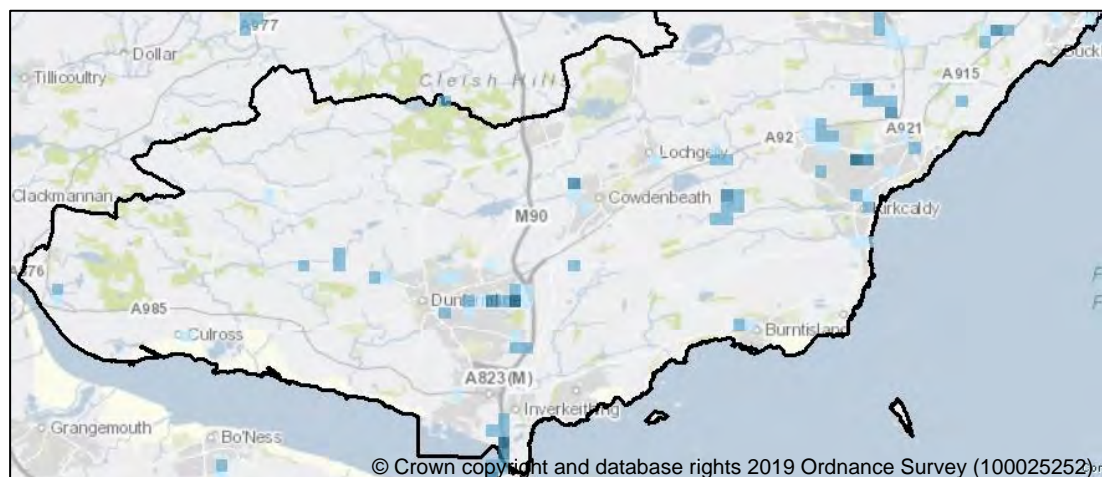 A977
Dollar
Tillicoultry
Cleish Hill
A915
A92
A921
Lochgelly
Clackmannan
Cowdenbeath
Kirkcaldy
M90
A985
Culross
Burntisland
A823(M)
Inverkeithing
Grangemouth
Bo'Ness
© Crown copyright and database rights 2019 Ordnance Survey (100025252)